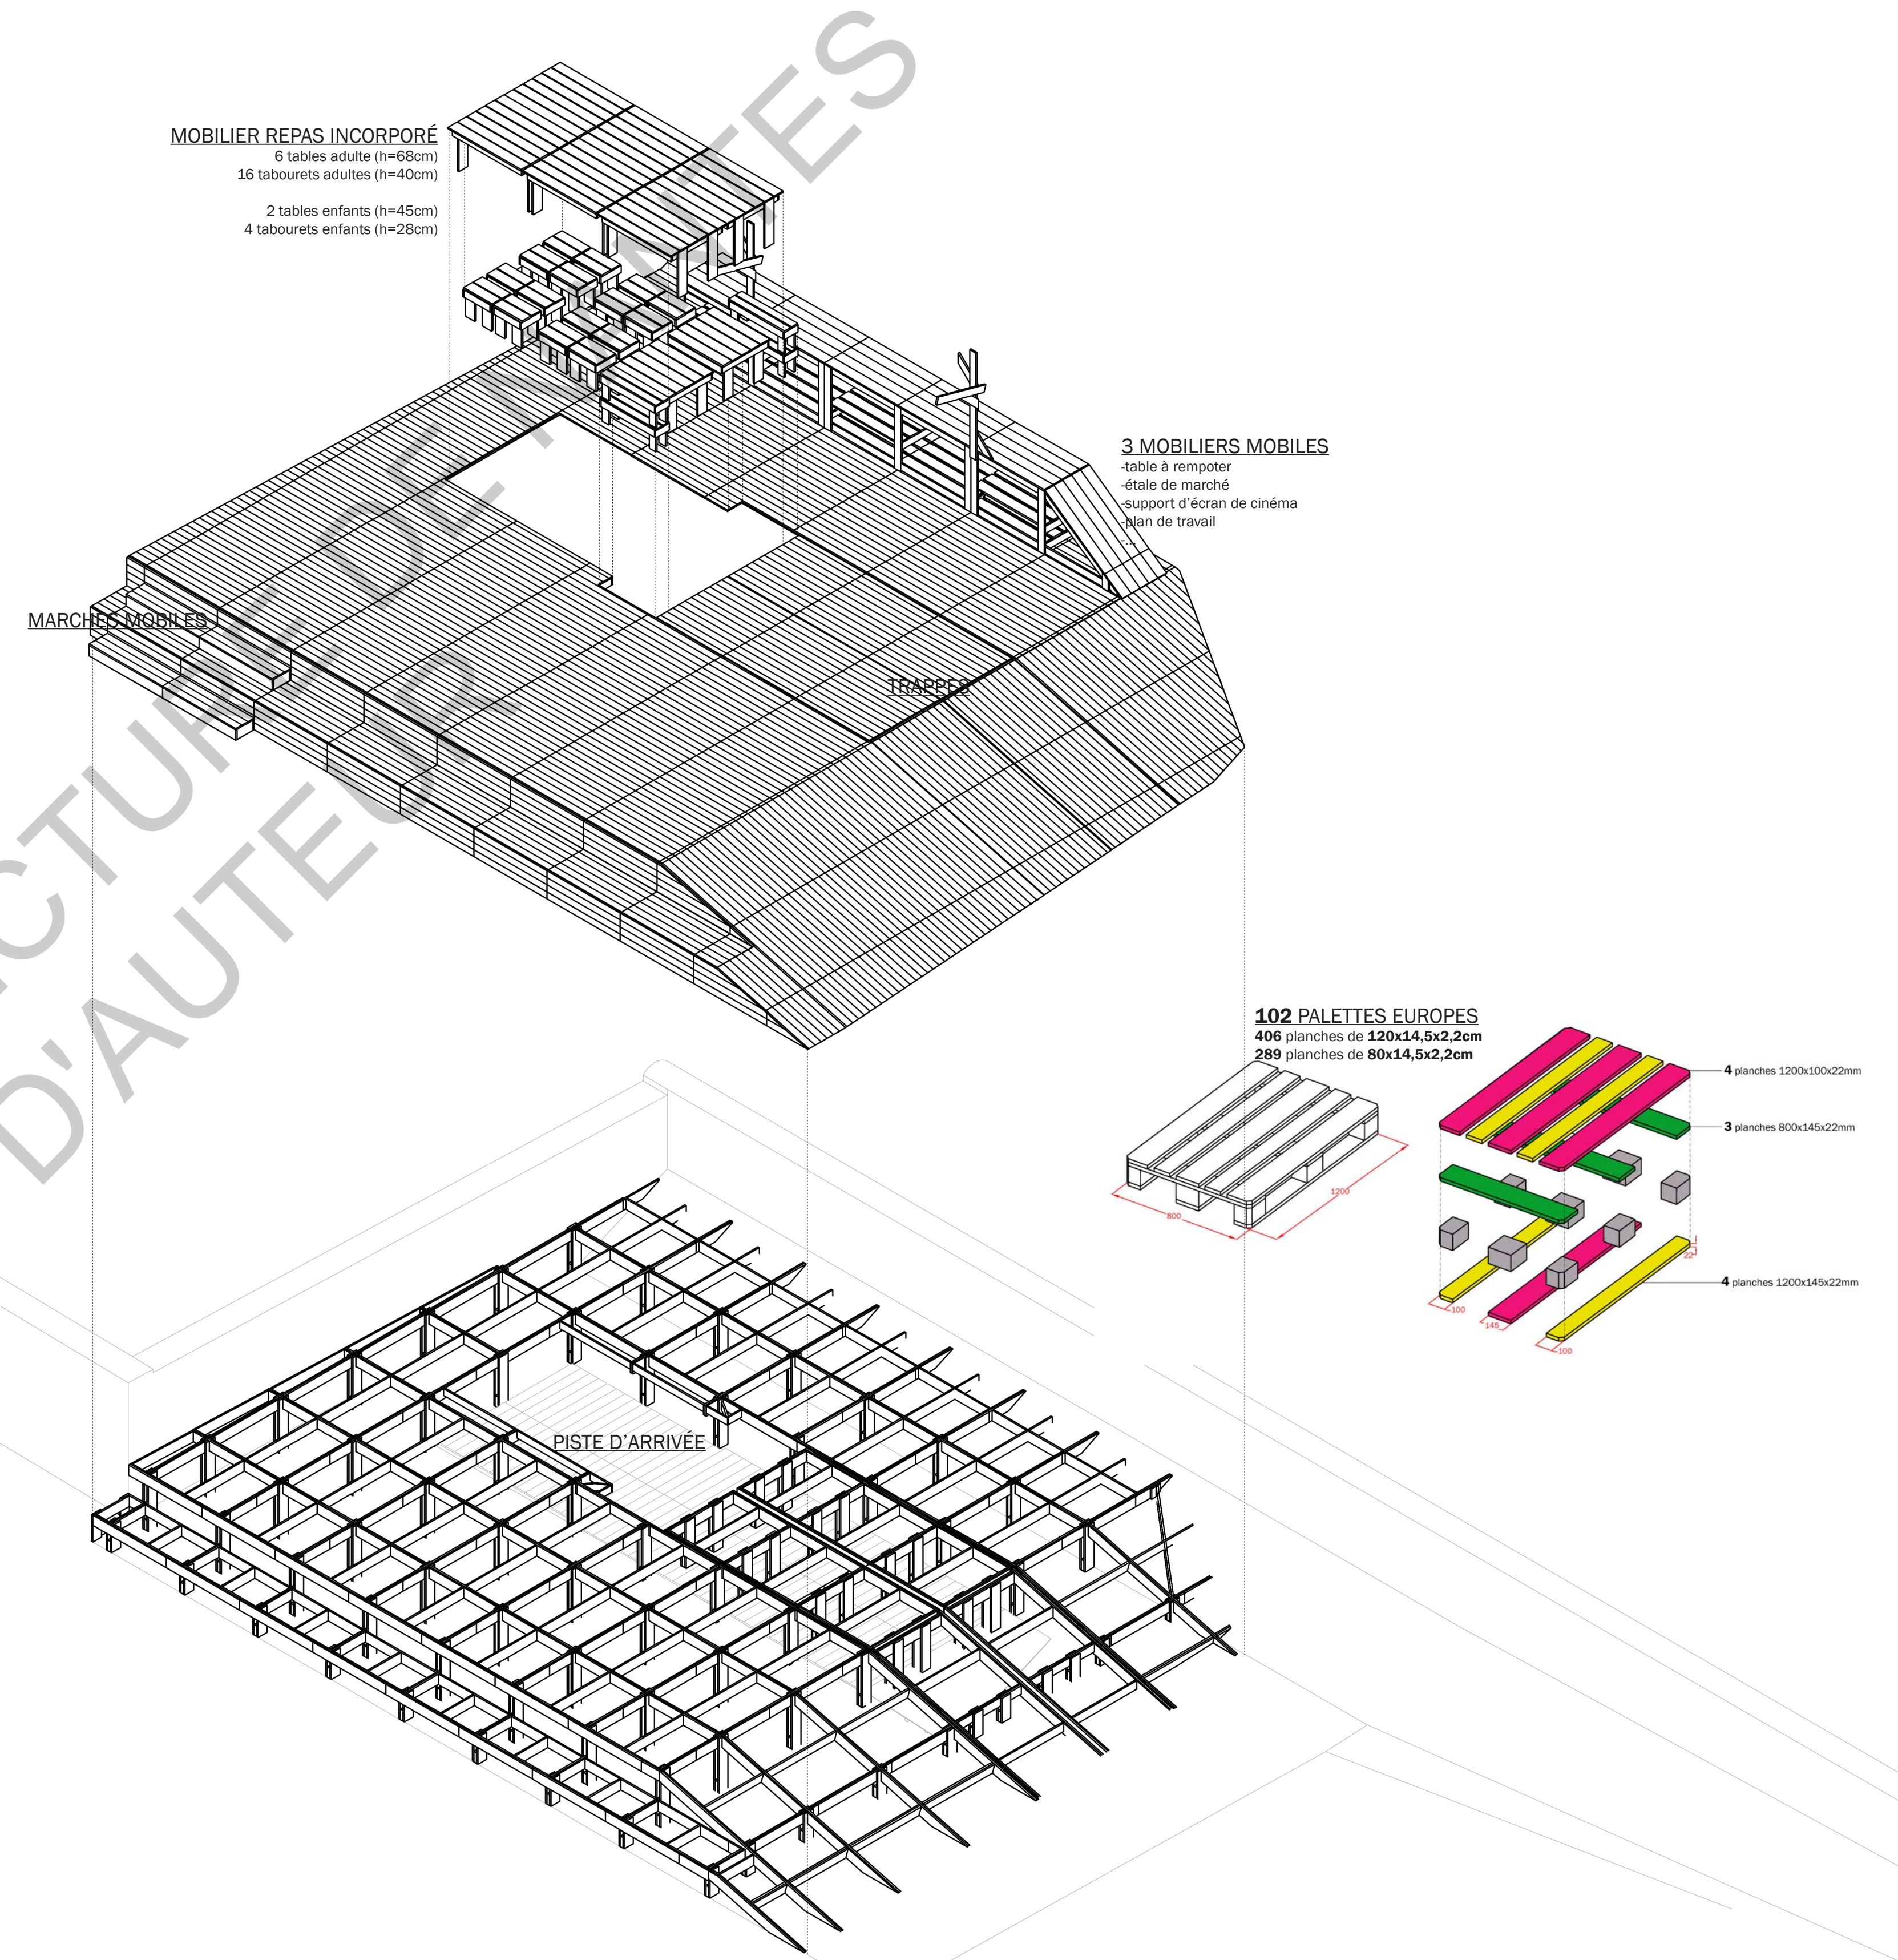 MOBILIER REPAS INCORPORÉ
6 tables adulte (h=68cm)
16 tabourets adultes (h=40cm)
2 tables enfants (h=45cm)
4 tabourets enfants (h=28cm)
3 MOBILIERS MOBILES
-table à rempoter
-étale de marché
-support d'écran de cinéma
-plan de travail
-...
MARCHES MOBILES
TRAPPES
102 PALETTES EUROPES
406 planches de 120x14,5x2,2cm
289 planches de 80x14,5x2,2cm
4 planches 1200x100x22mm
3 planches 800x145x22mm
800
1200
22
4 planches 1200x145x22mm
100
145
100
PISTE D'ARRIVÉE
D'AUTEUR